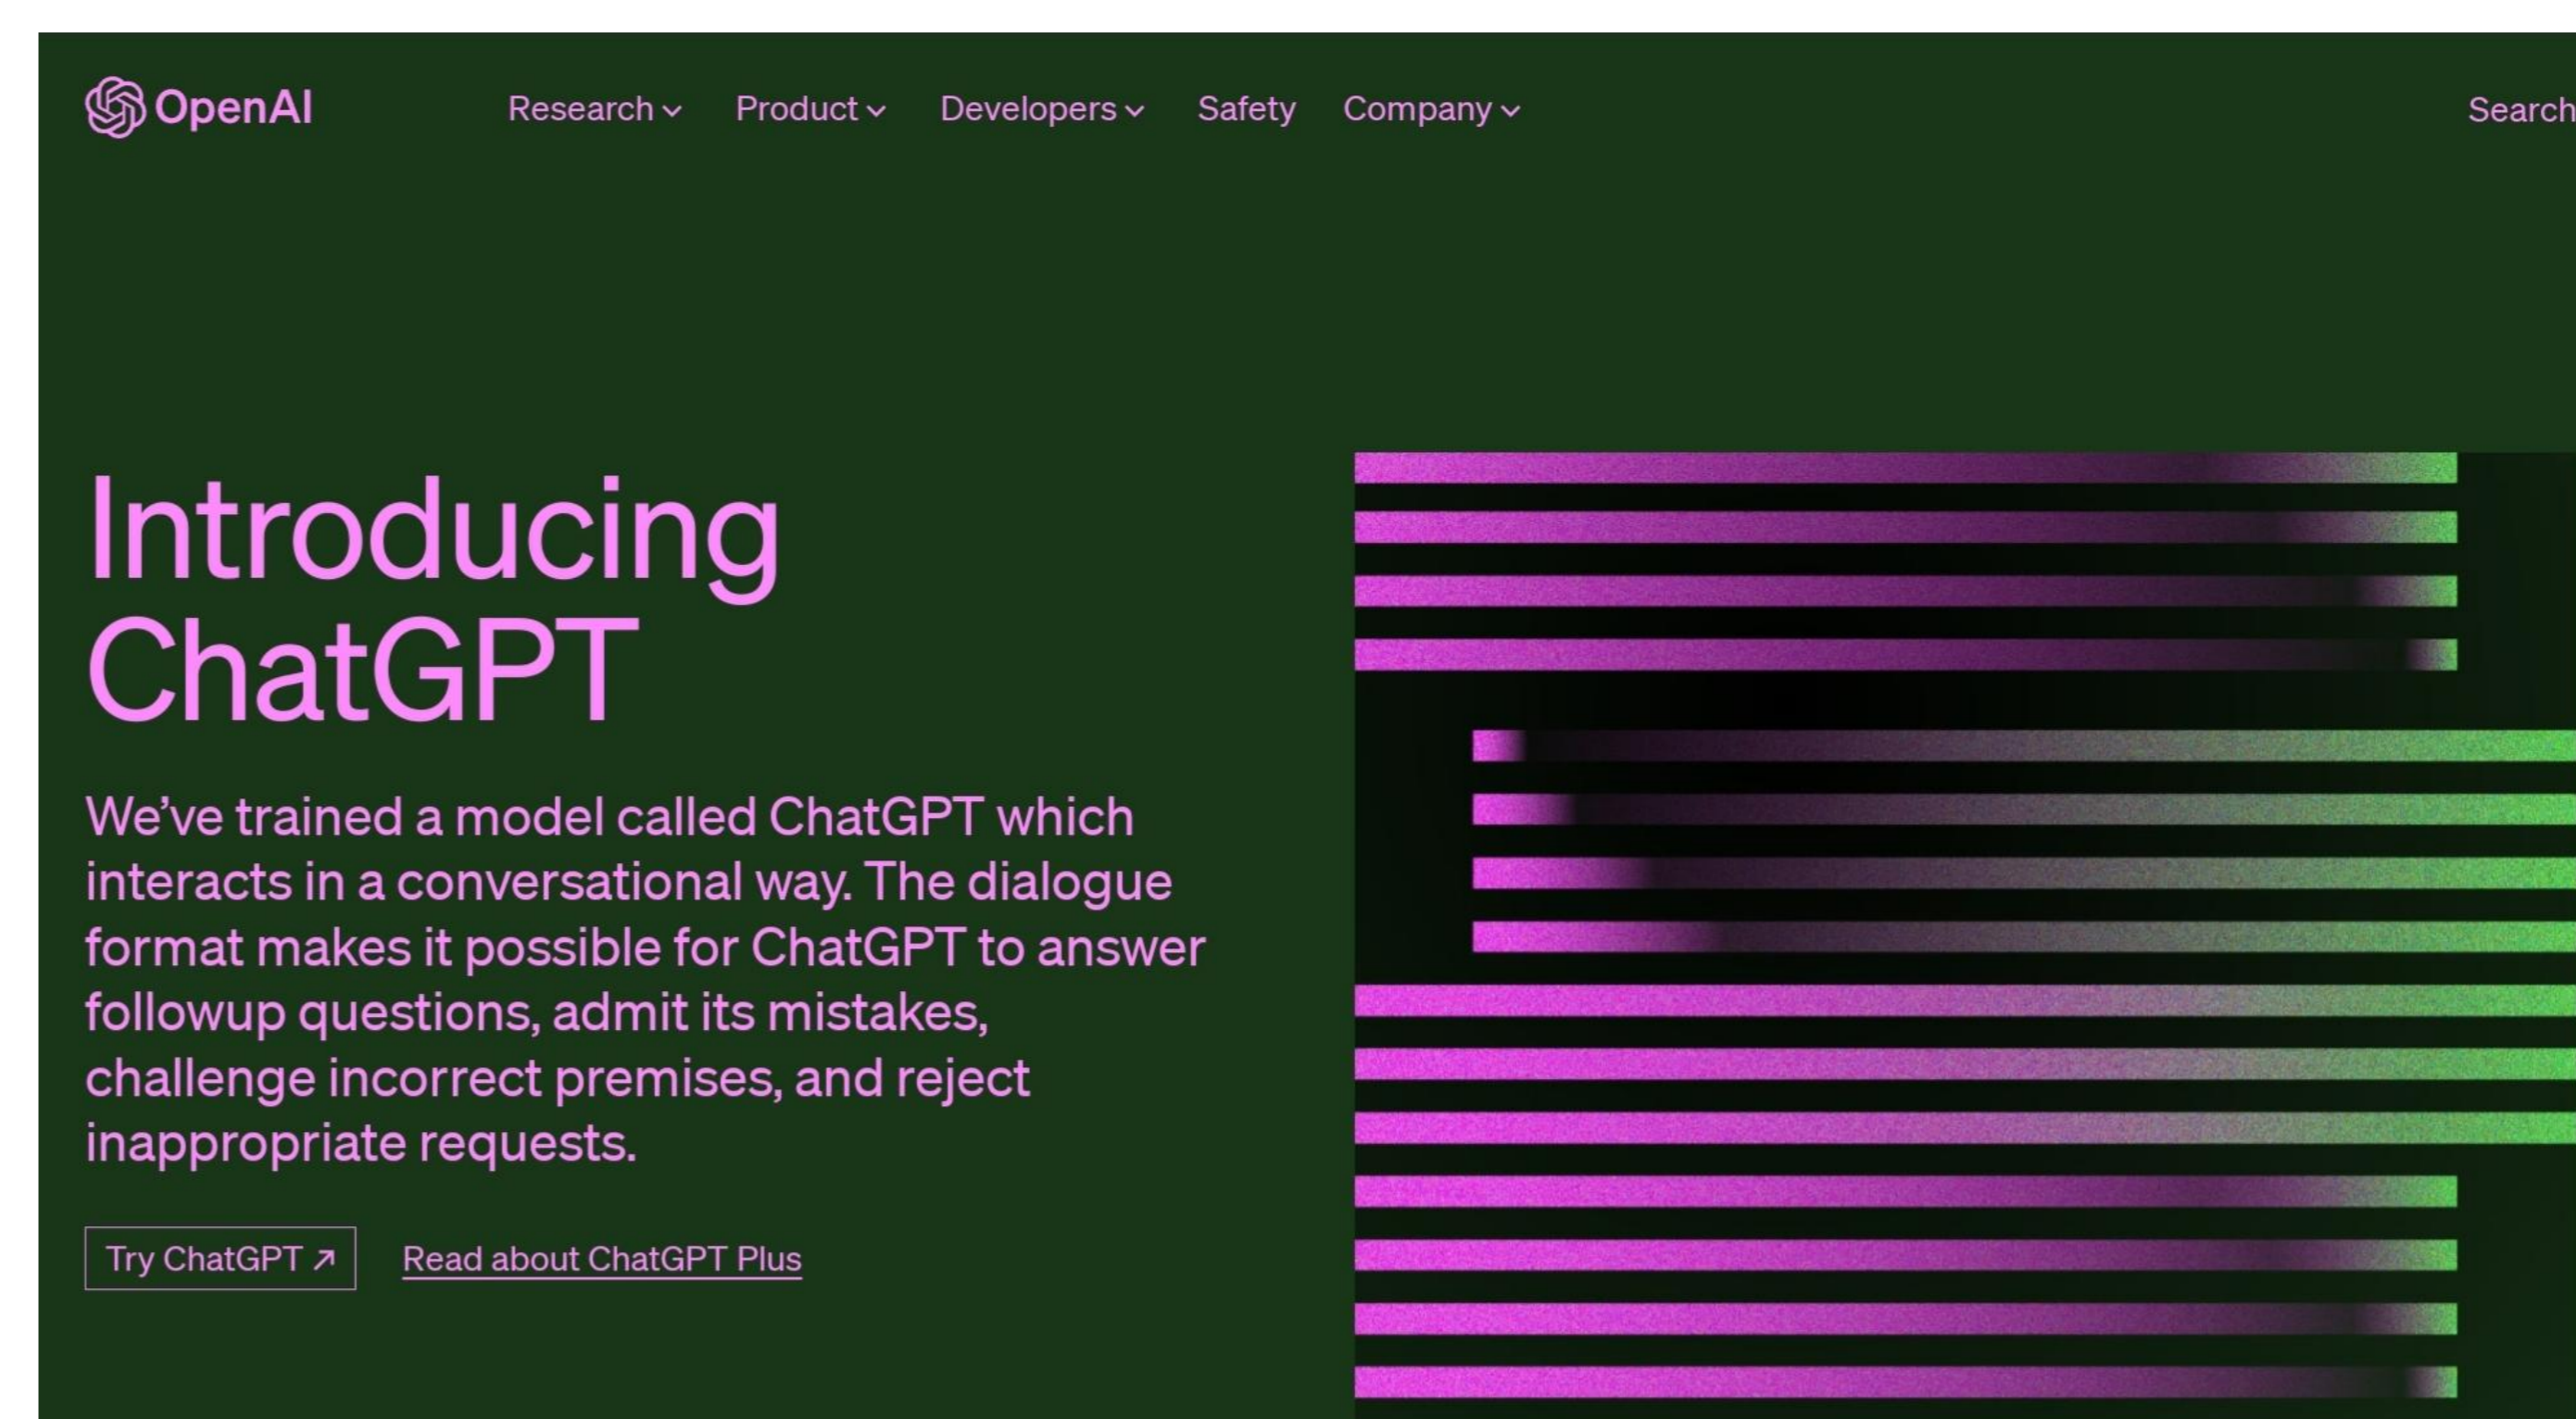 OpenAI
Research
Product
Developers
Safety
Company
Search
Introducing
ChatGPT
We’ve trained a model called ChatGPT which
interacts in a conversational way. The dialogue
format makes it possible for ChatGPT to answer
followup questions, admit its mistakes,
challenge incorrect premises, and reject
inappropriate requests.
Try ChatGPT ↗
Read about ChatGPT Plus